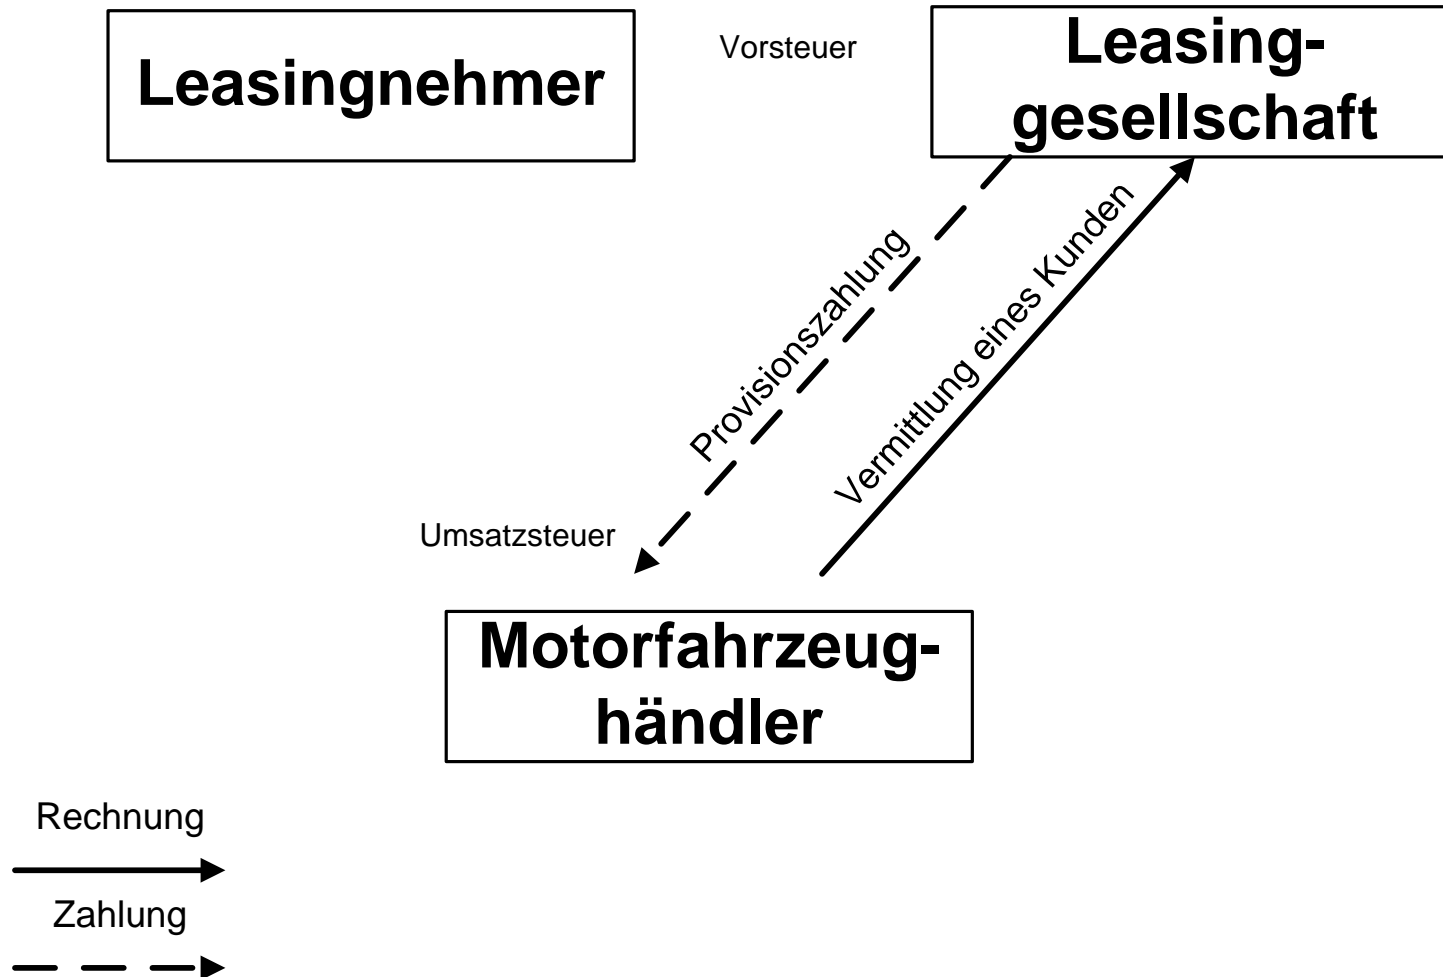 Leasingnehmer
Vorsteuer
Leasing-
gesellschaft
Provisionszahlung
Vermittlung eines Kunden
Umsatzsteuer
Motorfahrzeug-
händler
Rechnung
Zahlung